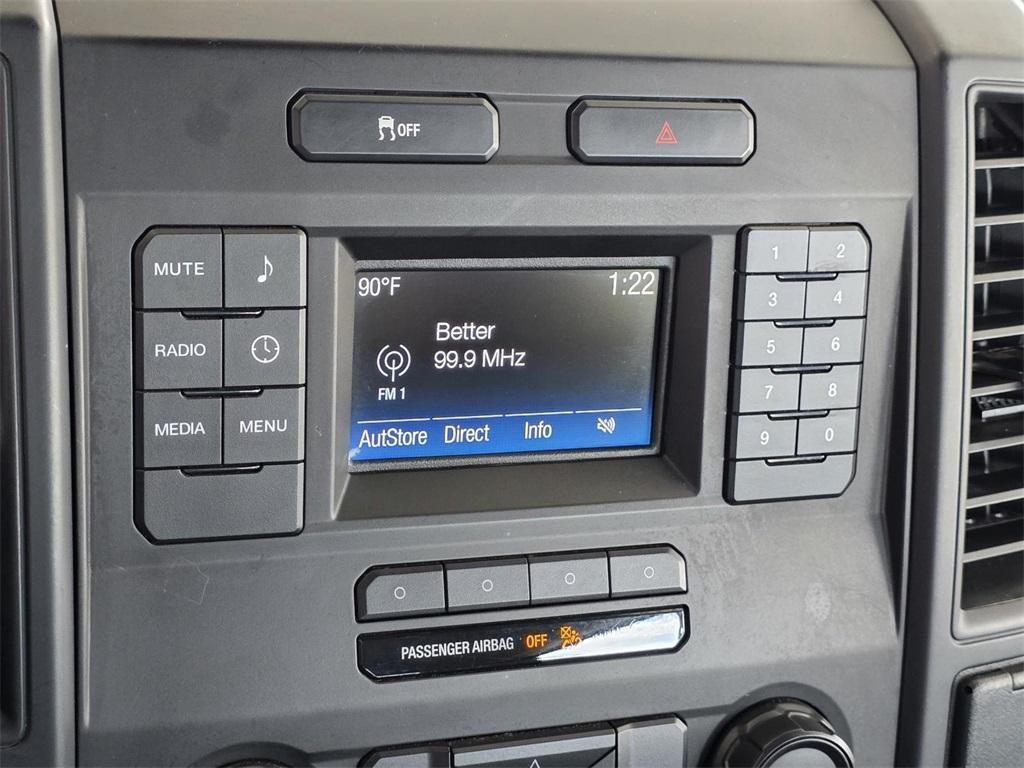 OFF
MUTE
RADIO
MEDIA MENU
90°F 1:22
Better
99.9 MHz
FM 1
AutStore Direct Info
1 2
3 4
5 6
7 8
9 0
PASSENGER AIRBAG OFF